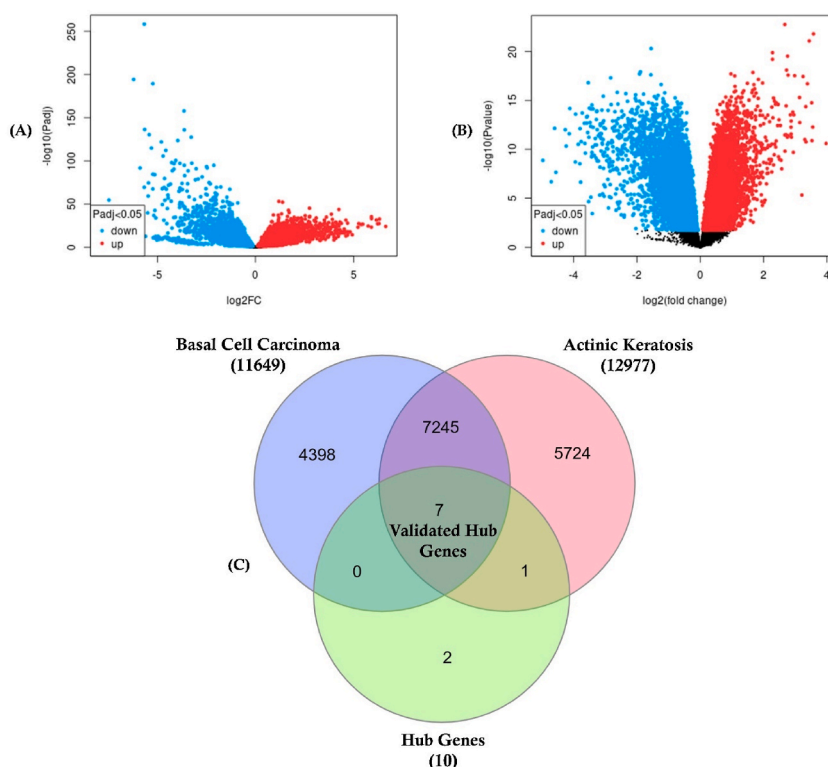 (A)
-log10(Padj)
250
200
150
100
50
0
Padj<0.05
down
up
-5
0
5
log2FC
(B)
-log10(Pvalue)
20
15
10
5
0
Padj<0.05
down
up
-4
-2
0
2
4
log2(fold change)
Basal Cell Carcinoma
(11649)
Actinic Keratosis
(12977)
4398
7245
5724
7
Validated Hub
Genes
(C)
0
1
2
Hub Genes
(10)